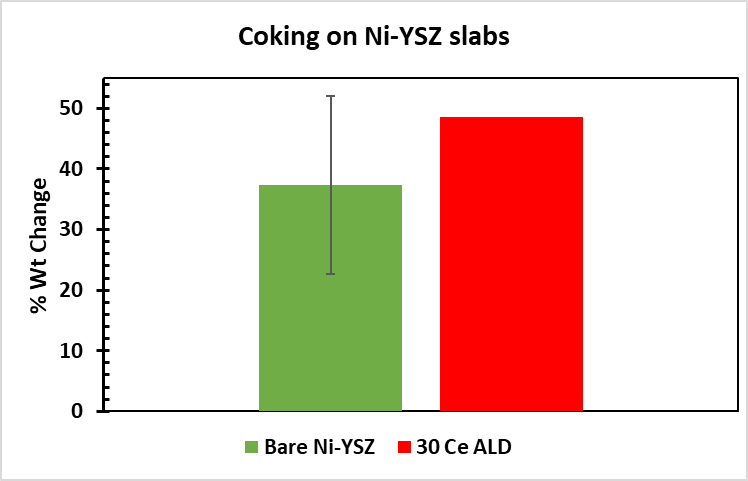 Coking on Ni-YSZ slabs
% Wt Change
50
40
30
20
10
0
Bare Ni-YSZ
30 Ce ALD